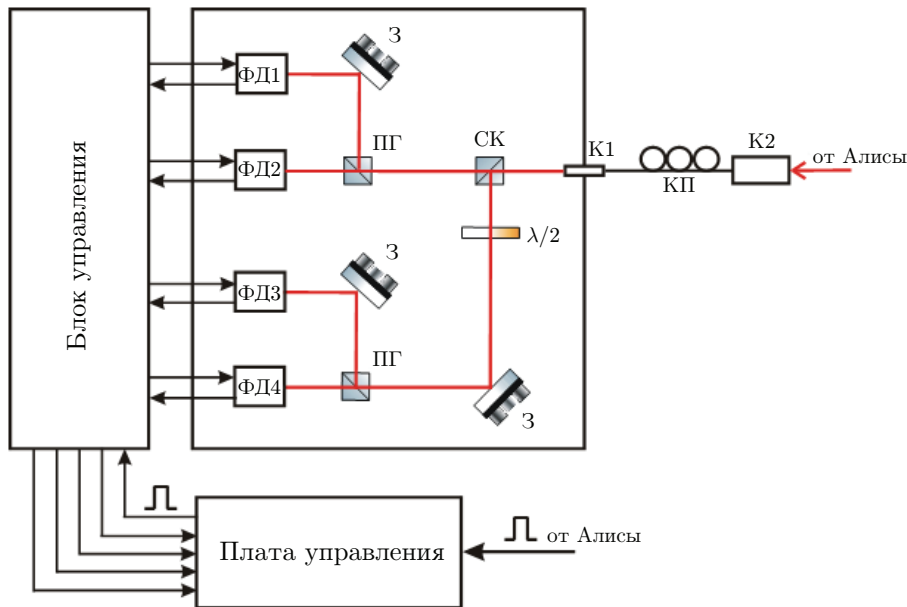 Блок управления
ФД1
З
ПГ
СК
К1
К2
КП
от Алисы
ФД2
λ/2
З
ФД3
ПГ
ФД4
З
Плата управления
от Алисы